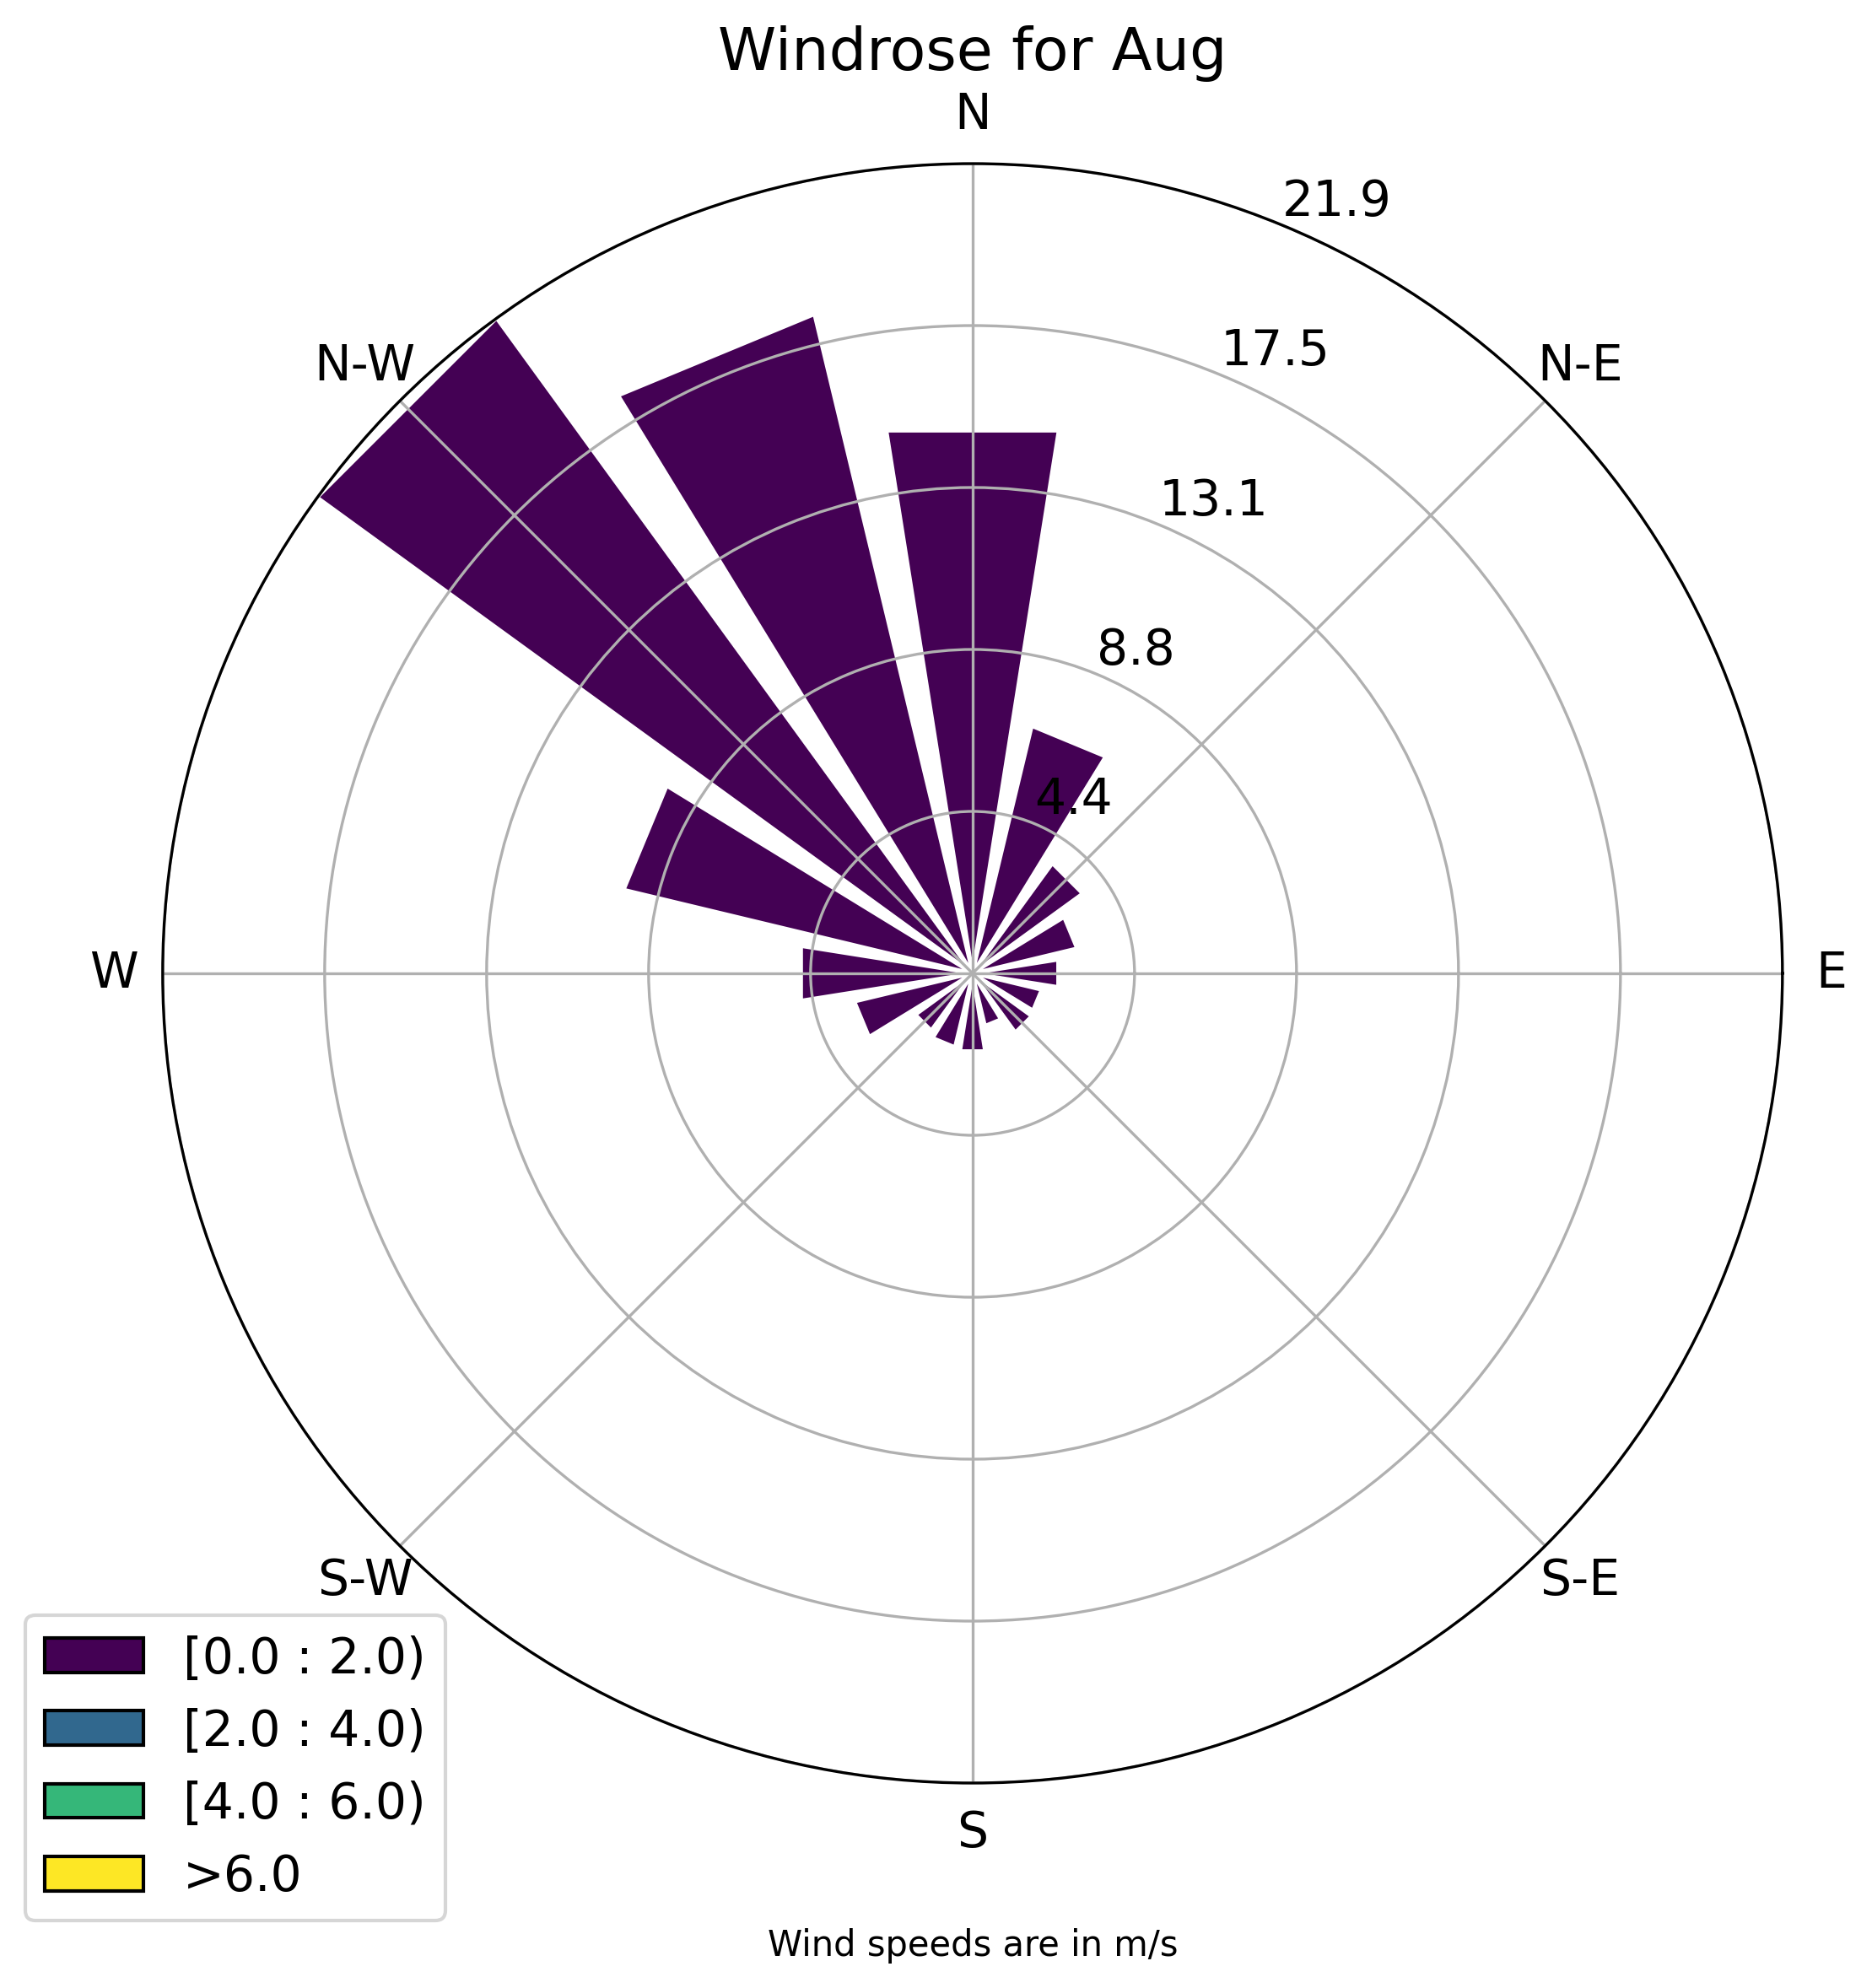 Windrose for Aug
N
21.9
17.5
N-W
N-E
13.1
8.8
4.4
W
E
S-W
S-E
[0.0 : 2.0)
[2.0 : 4.0)
[4.0 : 6.0)
>6.0
S
Wind speeds are in m/s